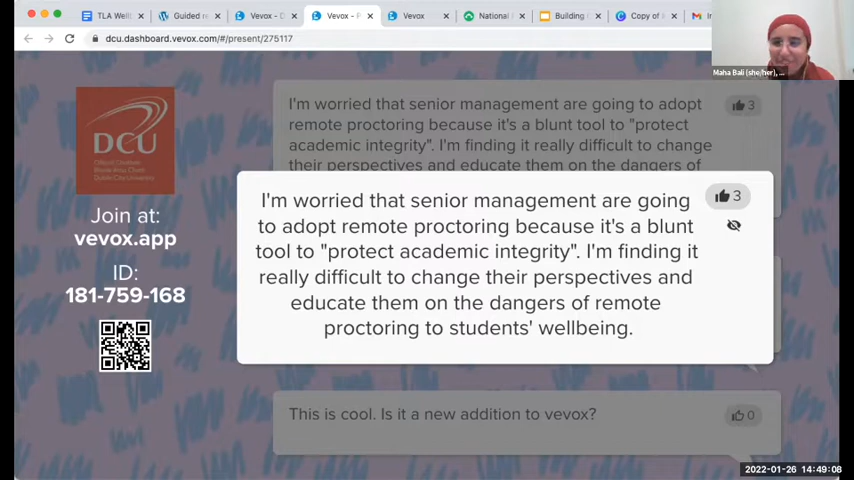 TLA Well
Guided re
Vevox - D
Vevox - P
Vevox
National
Building
Copy of A
dcu.dashboard.vevox.com/#/present/275117
Maha Bali (she/her), ...
DCU
Join at:
vevox.app
ID:
181-759-168
I'm worried that senior management are going to adopt
remote proctoring because it's a blunt tool to "protect
academic integrity". I'm finding it really difficult to change
their perspectives and educate them on the dangers of
3
I'm worried that senior management are going
to adopt remote proctoring because it's a blunt
tool to "protect academic integrity". I'm finding it
really difficult to change their perspectives and
educate them on the dangers of remote
proctoring to students' wellbeing.
3
This is cool. Is it a new addition to vevox?
0
2022-01-26 14:49:08